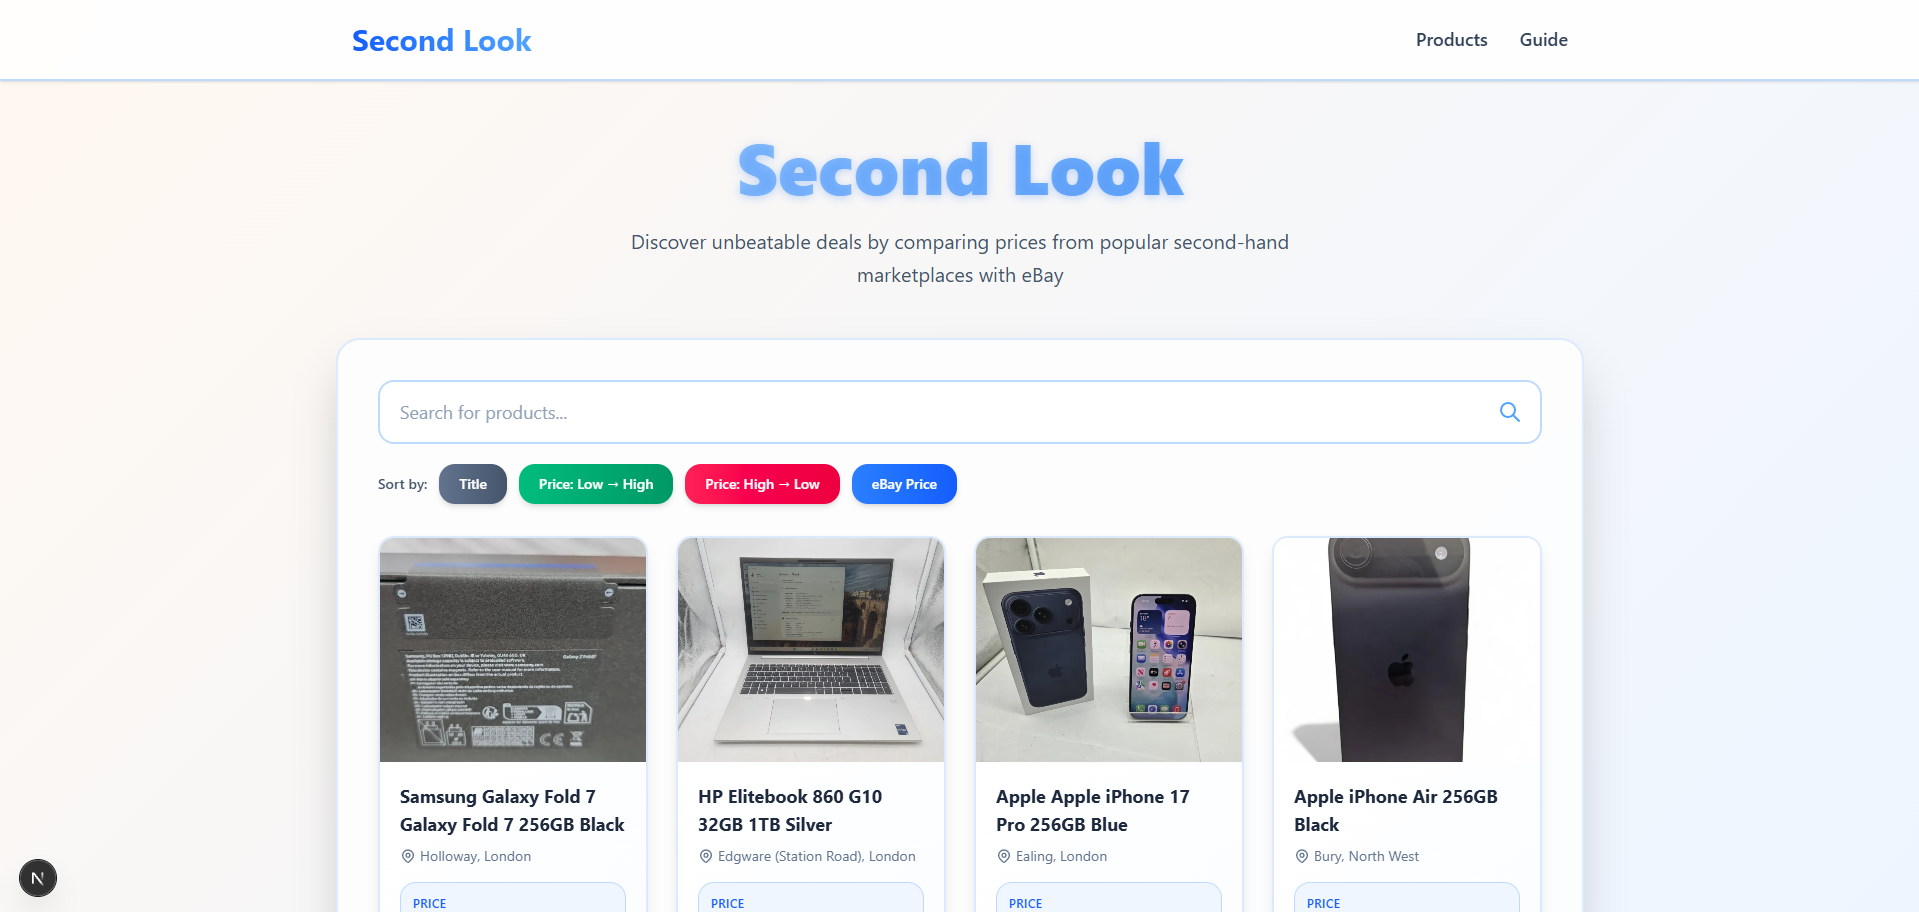 Second Look
Products
Guide
Second Look
Discover unbeatable deals by comparing prices from popular second-hand
marketplaces with eBay
Search for products...
Sort by:
Title
Price: Low → High
Price: High → Low
eBay Price
Samsung Galaxy Fold 7
Galaxy Fold 7 256GB Black
Holloway, London
PRICE
HP Elitebook 860 G10
32GB 1TB Silver
Edgware (Station Road), London
PRICE
Apple Apple iPhone 17
Pro 256GB Blue
Ealing, London
PRICE
Apple iPhone Air 256GB
Black
Bury, North West
PRICE
N